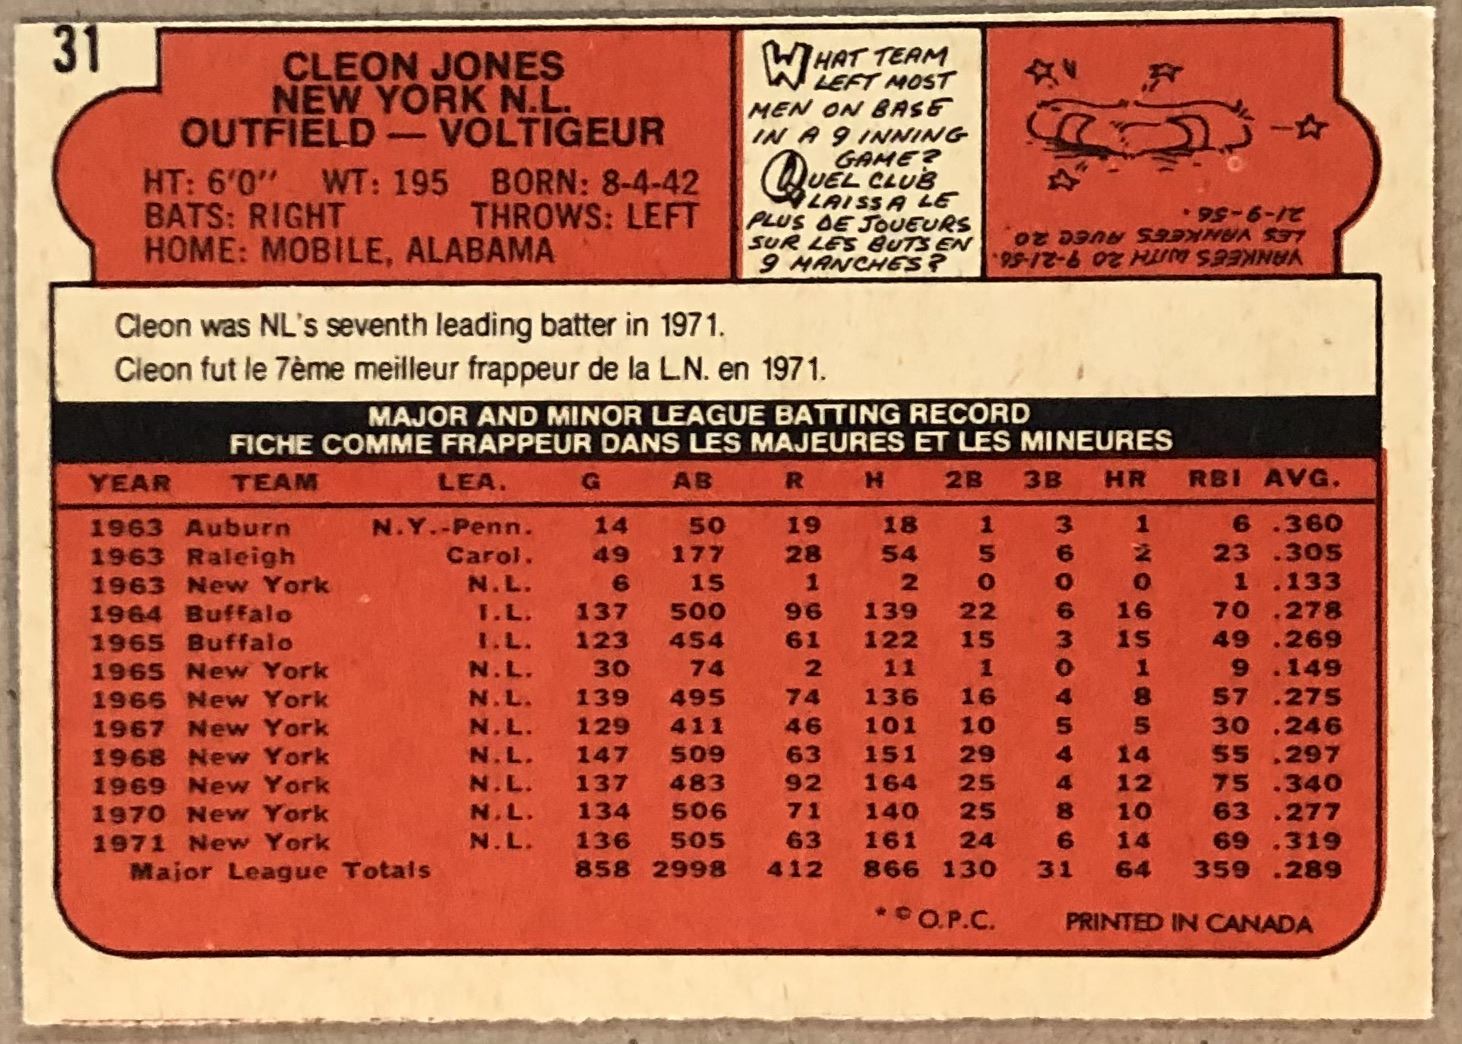 31
CLEON JONES
NEW YORK N.L.
OUTFIELD — VOLTIGEUR
HT: 6'0" WT: 195 BORN: 8-4-42
BATS: RIGHT THROWS: LEFT
HOME: MOBILE, ALABAMA
WHAT TEAM
LEFT MOST
MEN ON BASE
IN A 9 INNING
GAME?
QUEL CLUB
LAISSA LE
PLUS DE JOUEURS
SUR LES BUTS EN
9 MANCHES?
YANKEES WITH 20 9-21-56.
LES YANKEES AVEC 20
21-9-56.
Cleon was NL's seventh leading batter in 1971.
Cleon fut le 7ème meilleur frappeur de la L.N. en 1971.
MAJOR AND MINOR LEAGUE BATTING RECORD
FICHE COMME FRAPPEUR DANS LES MAJEURES ET LES MINEURES
YEAR TEAM LEA. G AB R H 2B 3B HR RBI AVG.
1963 Auburn N.Y.-Penn. 14 50 19 18 1 3 1 6 .360
1963 Raleigh Carol. 49 177 28 54 5 6 2 23 .305
1963 New York N.L. 6 15 1 2 0 0 0 1 .133
1964 Buffalo I.L. 137 500 96 139 22 6 16 70 .278
1965 Buffalo I.L. 123 454 61 122 15 3 15 49 .269
1965 New York N.L. 30 74 2 11 1 0 1 9 .149
1966 New York N.L. 139 495 74 136 16 4 8 57 .275
1967 New York N.L. 129 411 46 101 10 5 5 30 .246
1968 New York N.L. 147 509 63 151 29 4 14 55 .297
1969 New York N.L. 137 483 92 164 25 4 12 75 .340
1970 New York N.L. 134 506 71 140 25 8 10 63 .277
1971 New York N.L. 136 505 63 161 24 6 14 69 .319
Major League Totals 858 2998 412 866 130 31 64 359 .289
* © O.P.C. PRINTED IN CANADA